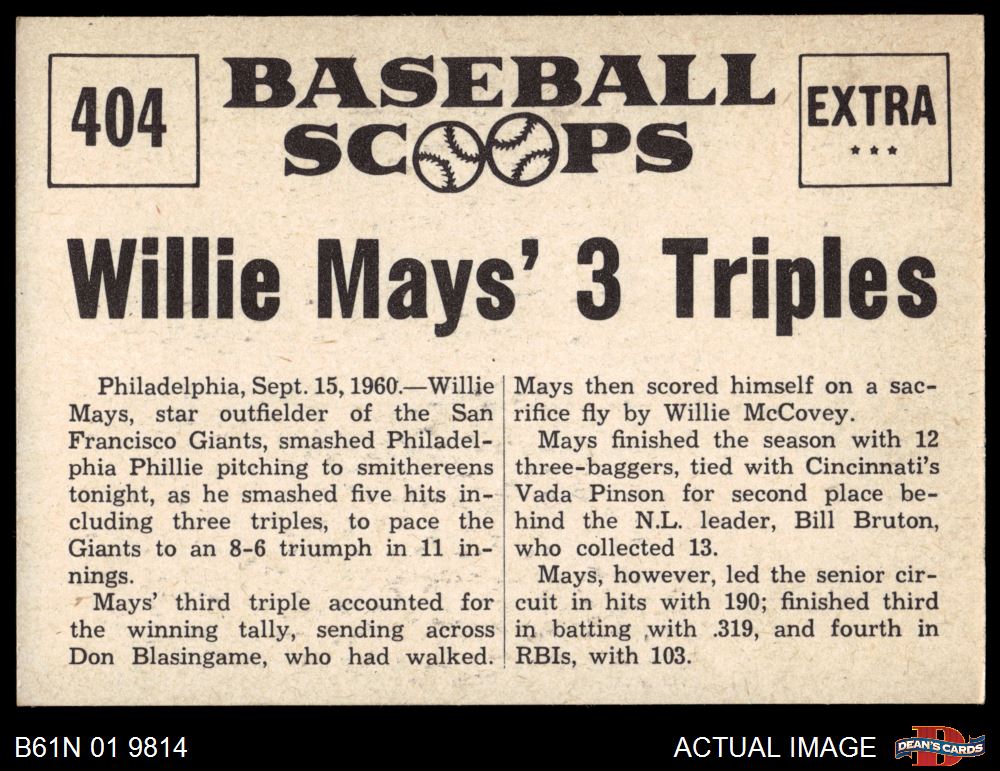 404
BASEBALL
SCOOPS
EXTRA
***
Willie Mays' 3 Triples
Philadelphia, Sept. 15, 1960.—Willie
Mays, star outfielder of the San
Francisco Giants, smashed Philadel-
phia Phillie pitching to smithereens
tonight, as he smashed five hits in-
cluding three triples, to pace the
Giants to an 8-6 triumph in 11 in-
nings.
Mays' third triple accounted for
the winning tally, sending across
Don Blasingame, who had walked.
Mays then scored himself on a sac-
rifice fly by Willie McCovey.
Mays finished the season with 12
three-baggers, tied with Cincinnati's
Vada Pinson for second place be-
hind the N.L. leader, Bill Bruton,
who collected 13.
Mays, however, led the senior cir-
cuit in hits with 190; finished third
in batting with .319, and fourth in
RBIs, with 103.
B61N 01 9814
ACTUAL IMAGE
D
DEAN'S CARDS